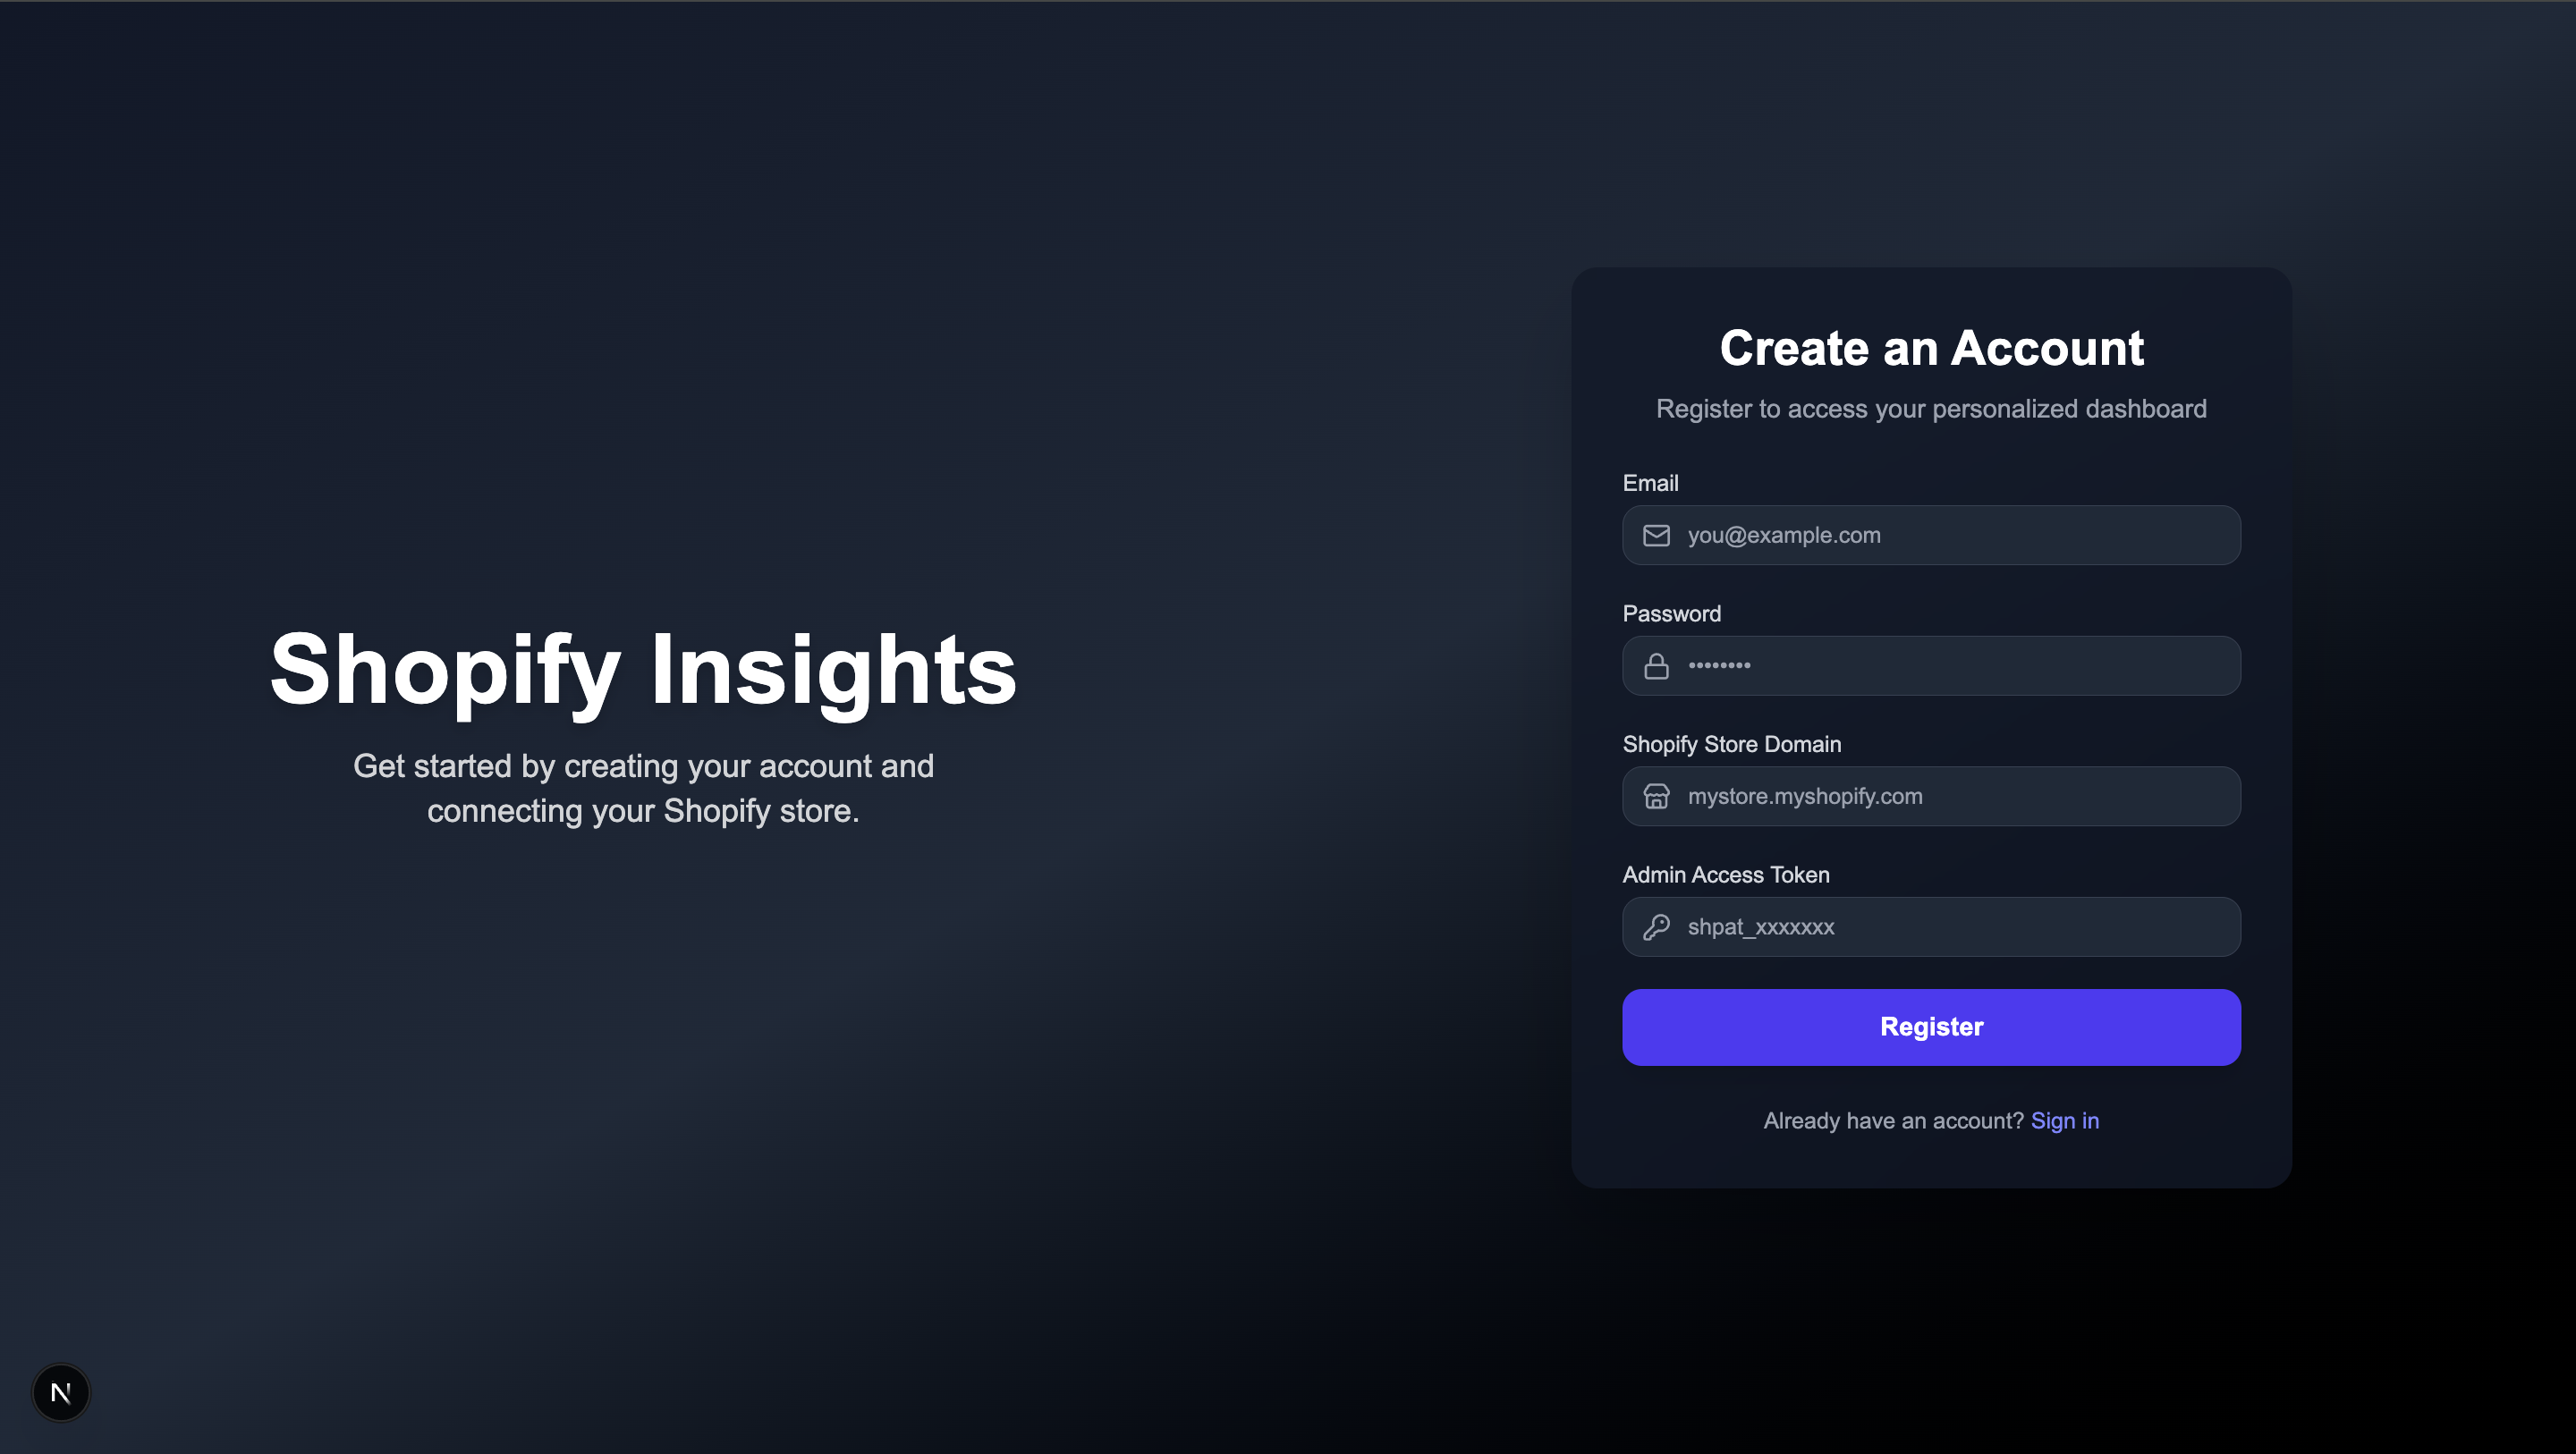 Shopify Insights
Get started by creating your account and
connecting your Shopify store.
Create an Account
Register to access your personalized dashboard
Email
you@example.com
Password
••••••••
Shopify Store Domain
mystore.myshopify.com
Admin Access Token
shpat_xxxxxxx
Register
Already have an account? Sign in
N